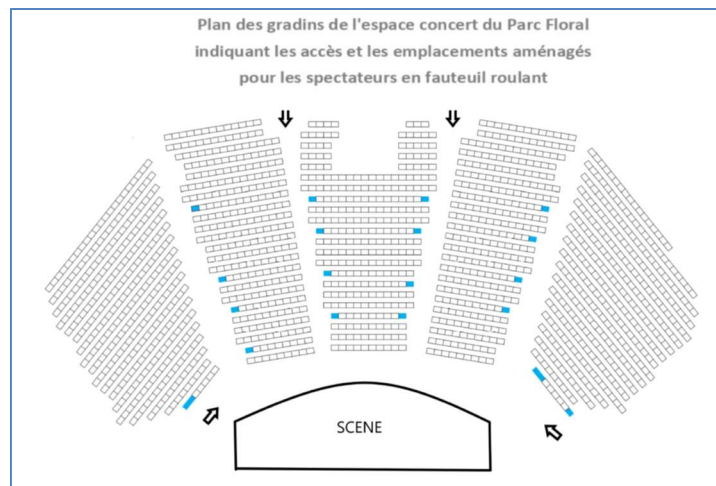 Plan des gradins de l'espace concert du Parc Floral
indiquant les accès et les emplacements aménagés
pour les spectateurs en fauteuil roulant
SCENE